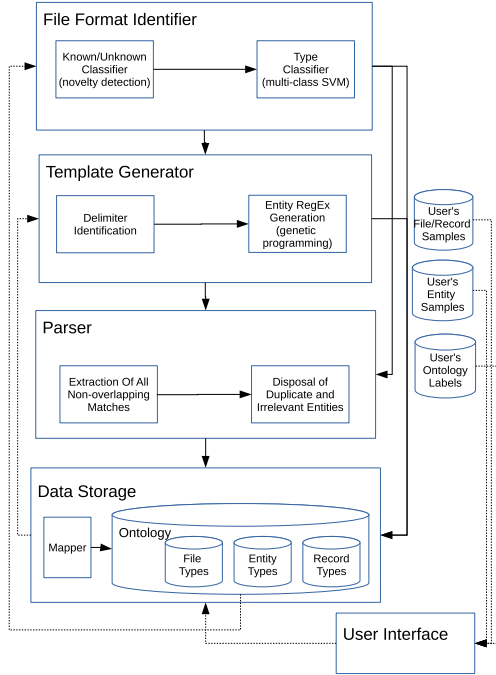 File Format Identifier
Known/Unknown
Classifier
(novelty detection)
Type
Classifier
(multi-class SVM)
Template Generator
Delimiter
Identification
Entity RegEx
Generation
(genetic
programming)
User's
File/Record
Samples
User's
Entity
Samples
User's
Ontology
Labels
Parser
Extraction Of All
Non-overlapping
Matches
Disposal of
Duplicate and
Irrelevant Entities
Data Storage
Mapper
Ontology
File
Types
Entity
Types
Record
Types
User Interface